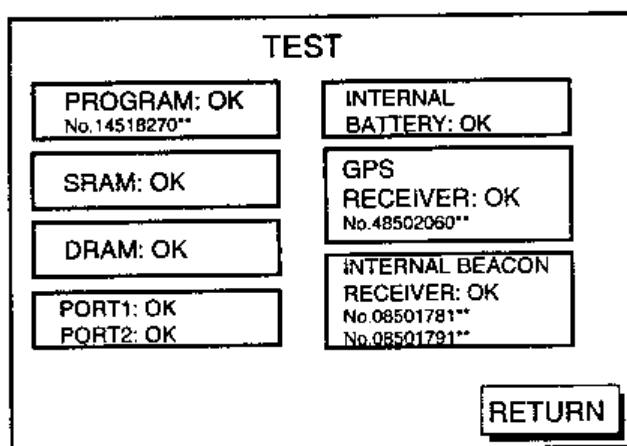 TEST
PROGRAM: OK
No.14518270**
SRAM: OK
DRAM: OK
PORT1: OK
PORT2: OK
INTERNAL
BATTERY: OK
GPS
RECEIVER: OK
No.48502060**
INTERNAL BEACON
RECEIVER: OK
No.08501781**
No.08501791**
RETURN